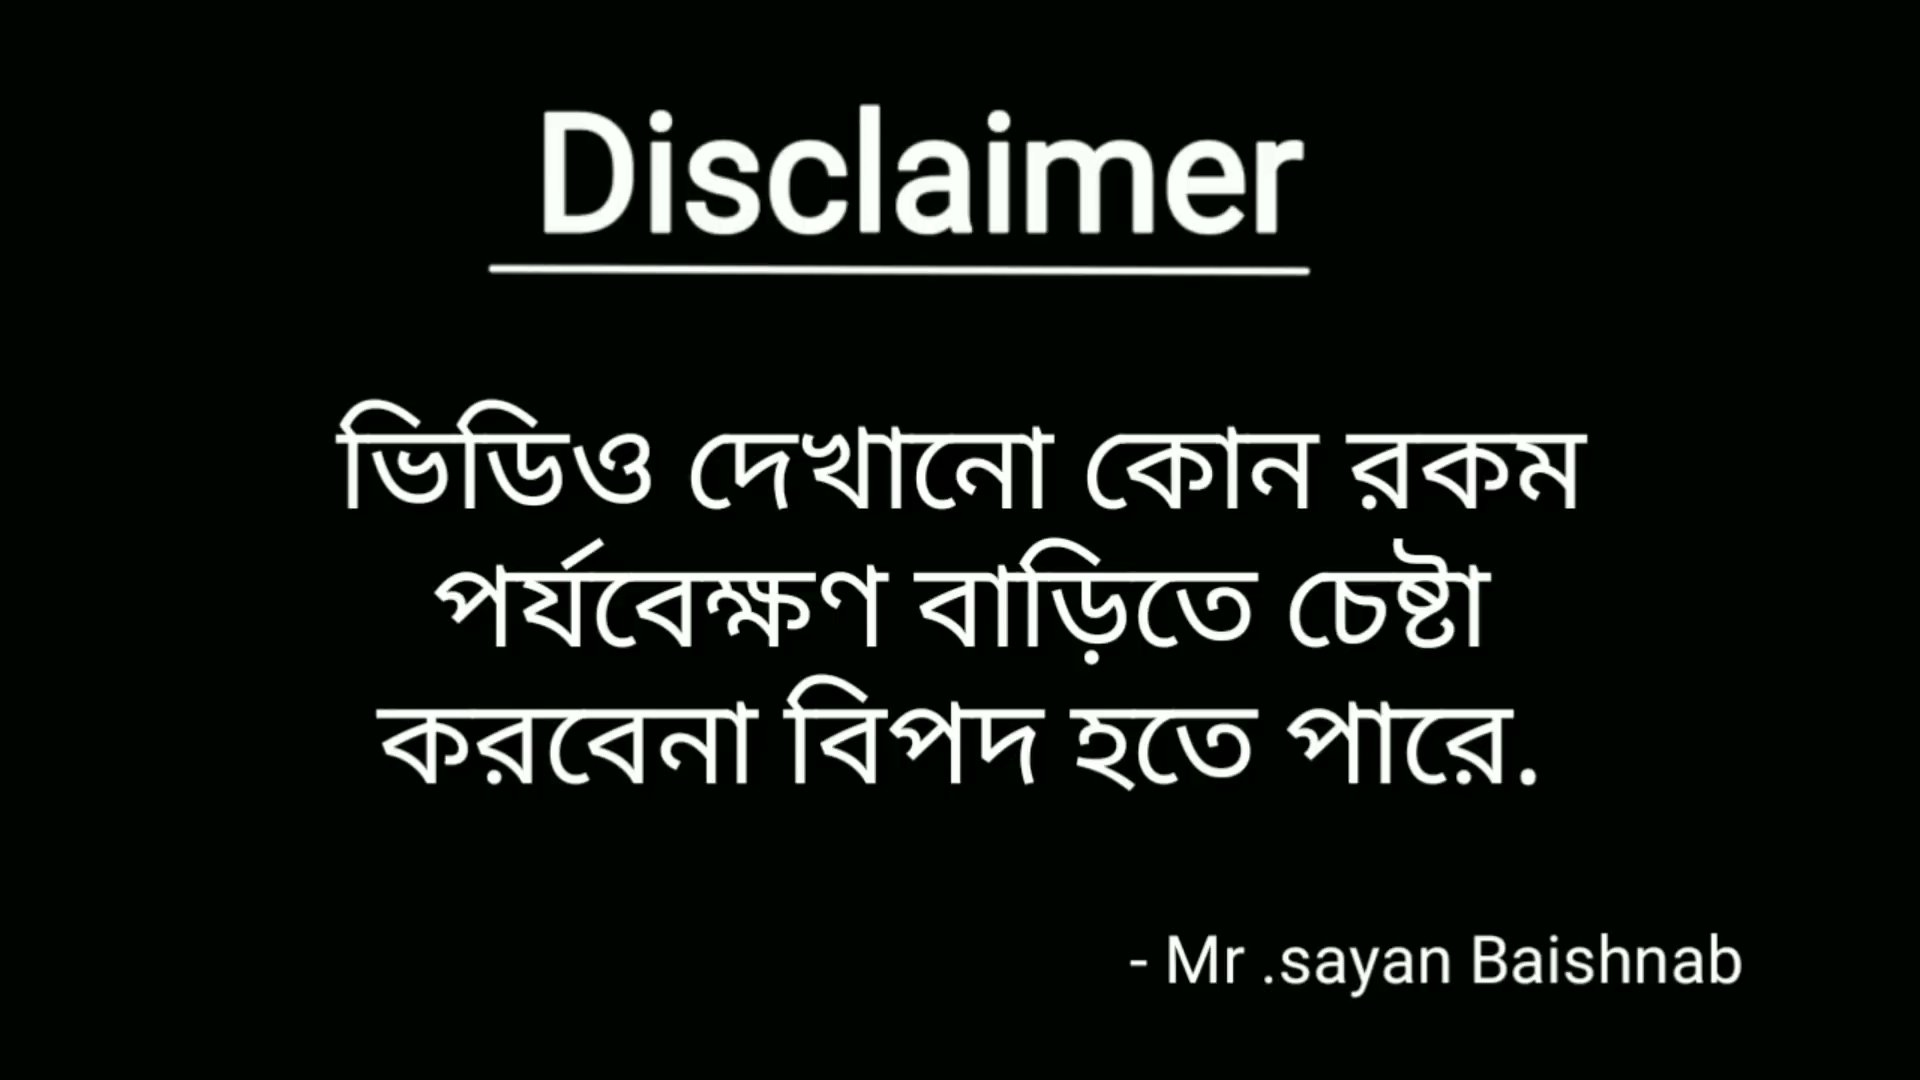 Disclaimer
ভিডিও দেখানো কোন রকম
পর্যবেক্ষণ বাড়িতে চেষ্টা
করবেনা বিপদ হতে পারে.
- Mr .sayan Baishnab